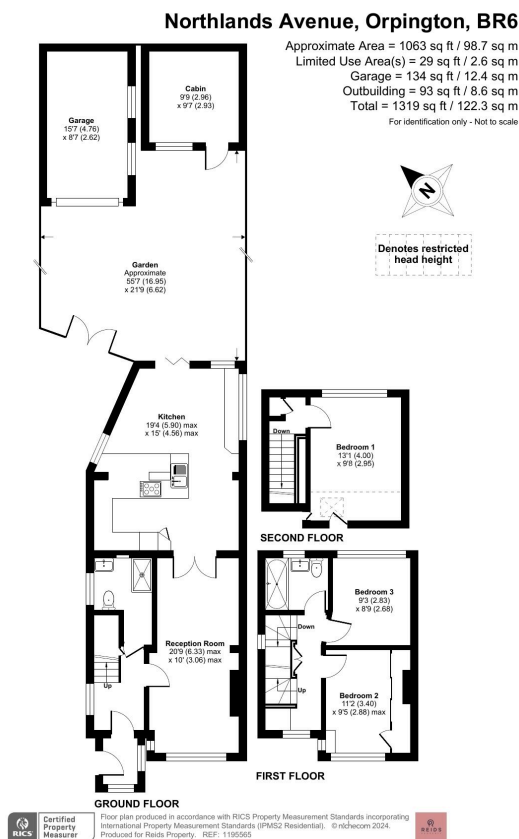 Northlands Avenue, Orpington, BR6
Approximate Area = 1063 sq ft / 98.7 sq m
Limited Use Area(s) = 29 sq ft / 2.6 sq m
Garage = 134 sq ft / 12.4 sq m
Outbuilding = 93 sq ft / 8.6 sq m
Total = 1319 sq ft / 122.3 sq m
For identification only - Not to scale
Cabin
9'9 (2.96)
x 9'7 (2.93)
Garage
15'7 (4.76)
x 8'7 (2.62)
N
Denotes restricted
head height
Garden
Approximate
55'7 (16.95)
x 21'9 (6.62)
Kitchen
19'4 (5.90) max
x 15' (4.56) max
Down
Bedroom 1
13'1 (4.00)
x 9'8 (2.95)
SECOND FLOOR
Bedroom 3
9'3 (2.83)
x 8'9 (2.68)
Down
Up
Bedroom 2
11'2 (3.40)
x 9'5 (2.88) max
FIRST FLOOR
Reception Room
20'9 (6.33) max
x 10' (3.06) max
Up
GROUND FLOOR
RICS
Certified
Property
Measurer
Floor plan produced in accordance with RICS Property Measurement Standards incorporating
International Property Measurement Standards (IPMS2 Residential). © nichecom 2024.
Produced for Reids Property. REF: 1195565
REIDS